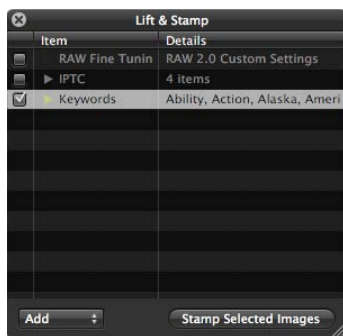 Lift & Stamp
Item Details
RAW Fine Tunin RAW 2.0 Custom Settings
IPTC 4 items
Keywords Ability, Action, Alaska, Ameri
Add Stamp Selected Images